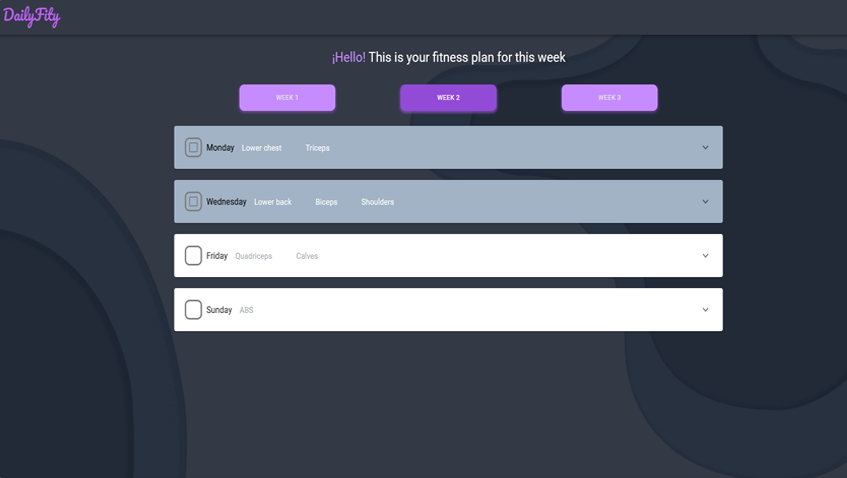 DailyFity
¡Hello! This is your fitness plan for this week
WEEK 1 WEEK 2 WEEK 3
Monday Lower chest Triceps
Wednesday Lower back Biceps Shoulders
Friday Quadriceps Calves
Sunday ABS